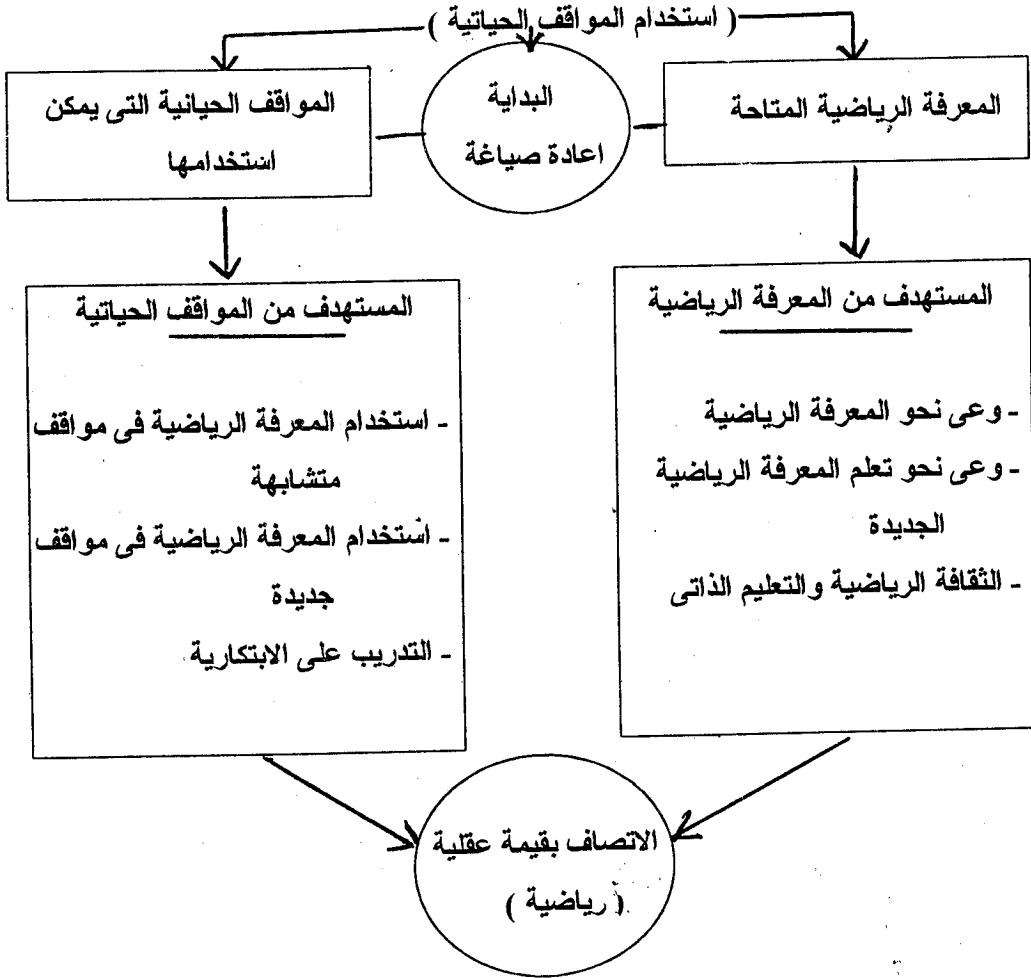 ( استخدام المواقف الحياتية )
المعرفة الرياضية المتاحة
البداية
اعادة صياغة
المواقف الحيانية التى يمكن
استخدامها
المستهدف من المعرفة الرياضية
- وعى نحو المعرفة الرياضية
- وعى نحو تعلم المعرفة الرياضية
الجديدة
- الثقافة الرياضية والتعليم الذاتى
المستهدف من المواقف الحياتية
- استخدام المعرفة الرياضية فى مواقف
متشابهة
- استخدام المعرفة الرياضية فى مواقف
جديدة
- التدريب على الابتكارية
الاتصاف بقيمة عقلية
( رياضية )